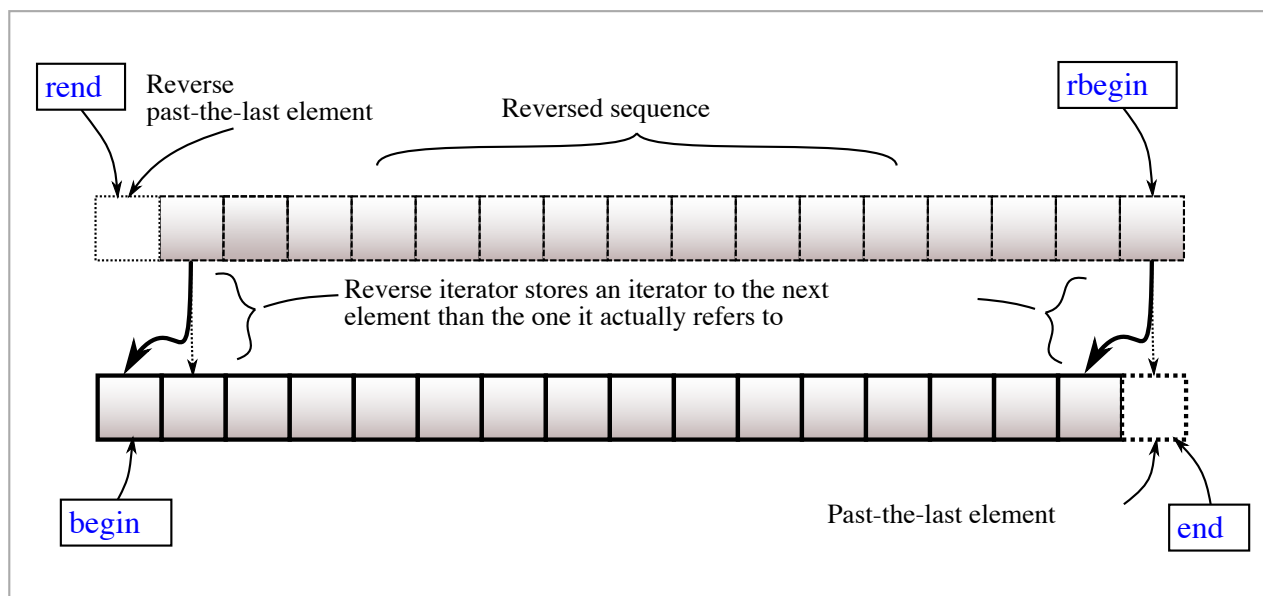 rend
Reverse
past-the-last element
Reversed sequence
rbegin
Reverse iterator stores an iterator to the next
element than the one it actually refers to
begin
Past-the-last element
end